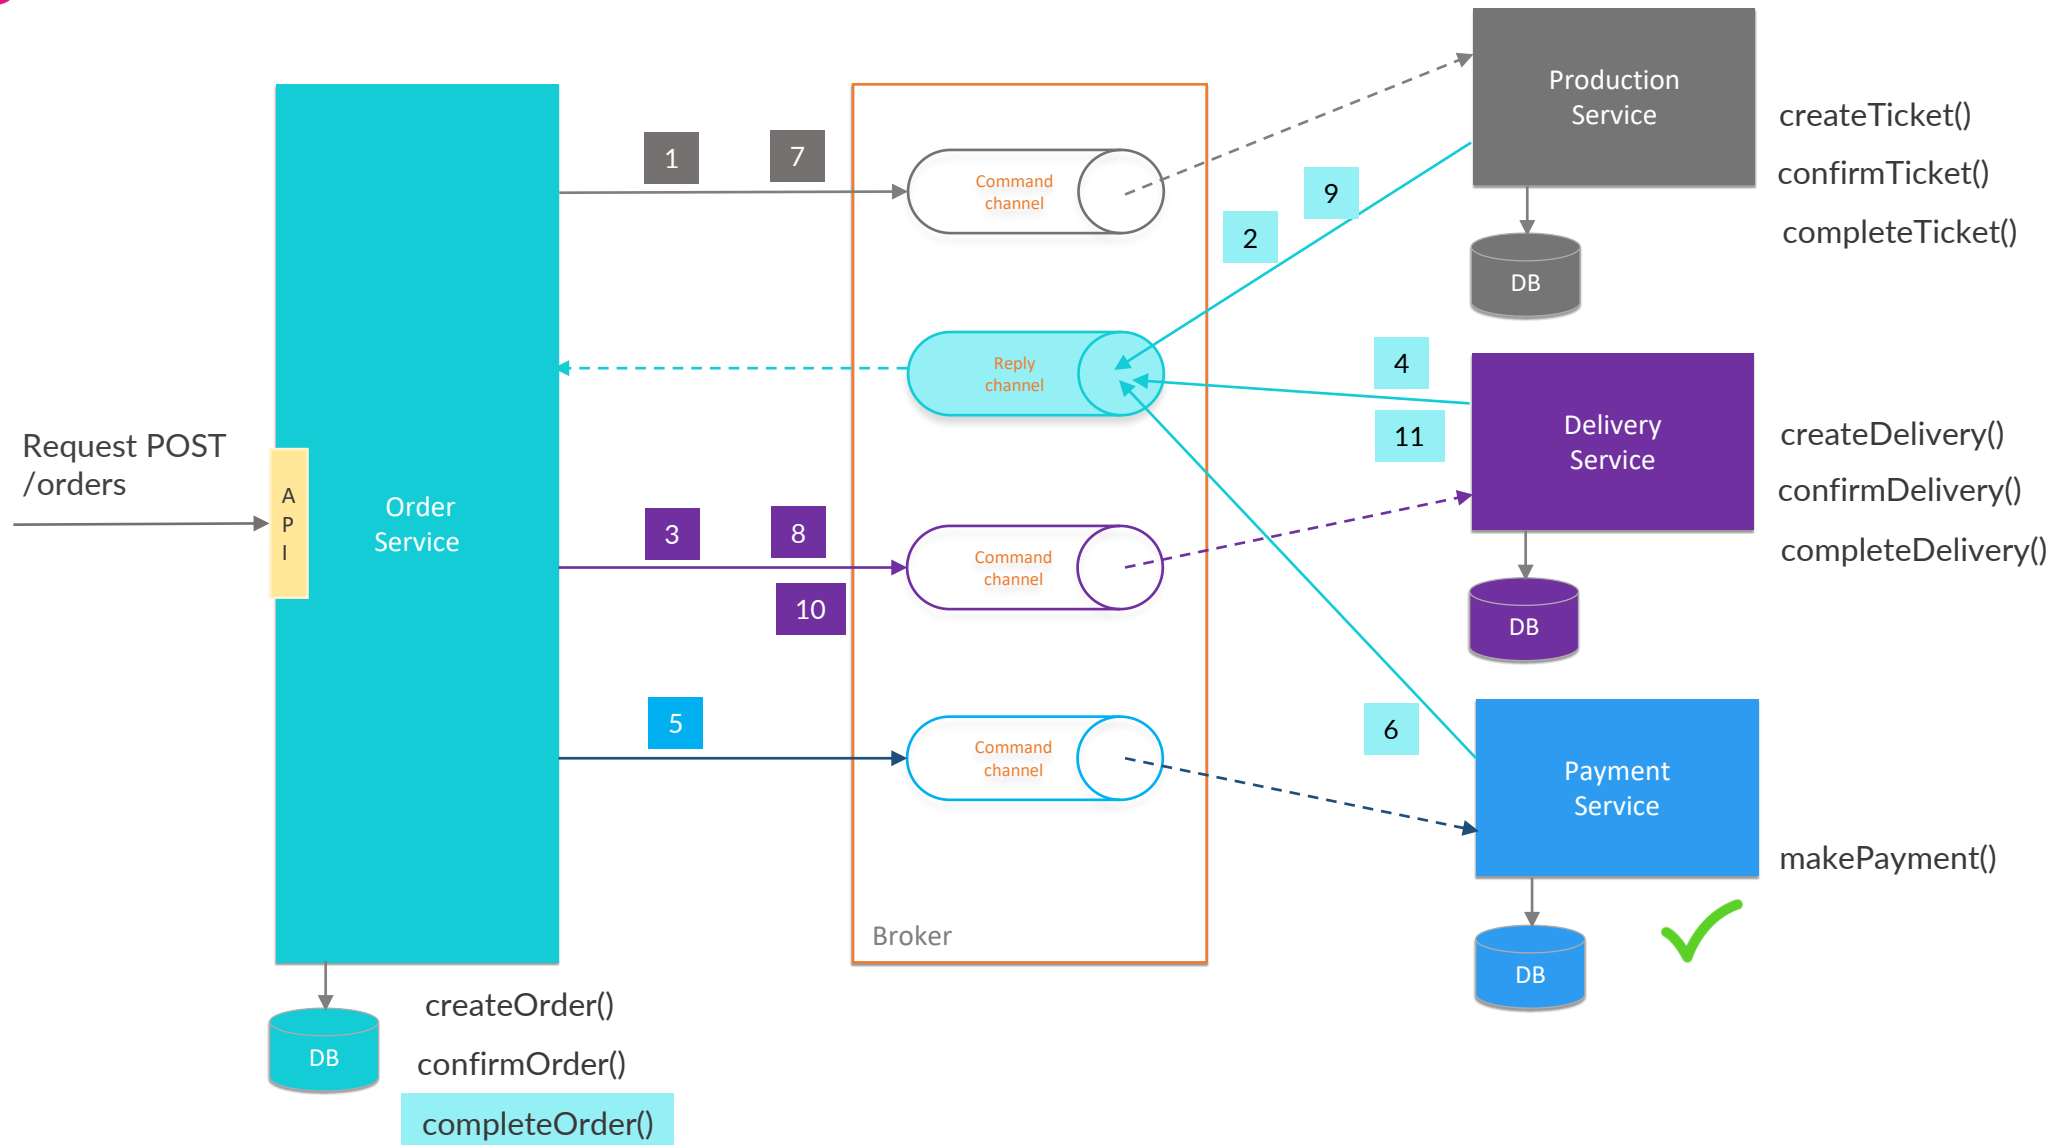 Production
Service
createTicket()
confirmTicket()
completeTicket()
DB
1
7
Command
channel
9
2
Reply
channel
4
11
Delivery
Service
createDelivery()
confirmDelivery()
completeDelivery()
DB
Request POST
/orders
A
P
I
Order
Service
3
8
10
Command
channel
5
Command
channel
6
Payment
Service
makePayment()
DB
Broker
DB
createOrder()
confirmOrder()
completeOrder()